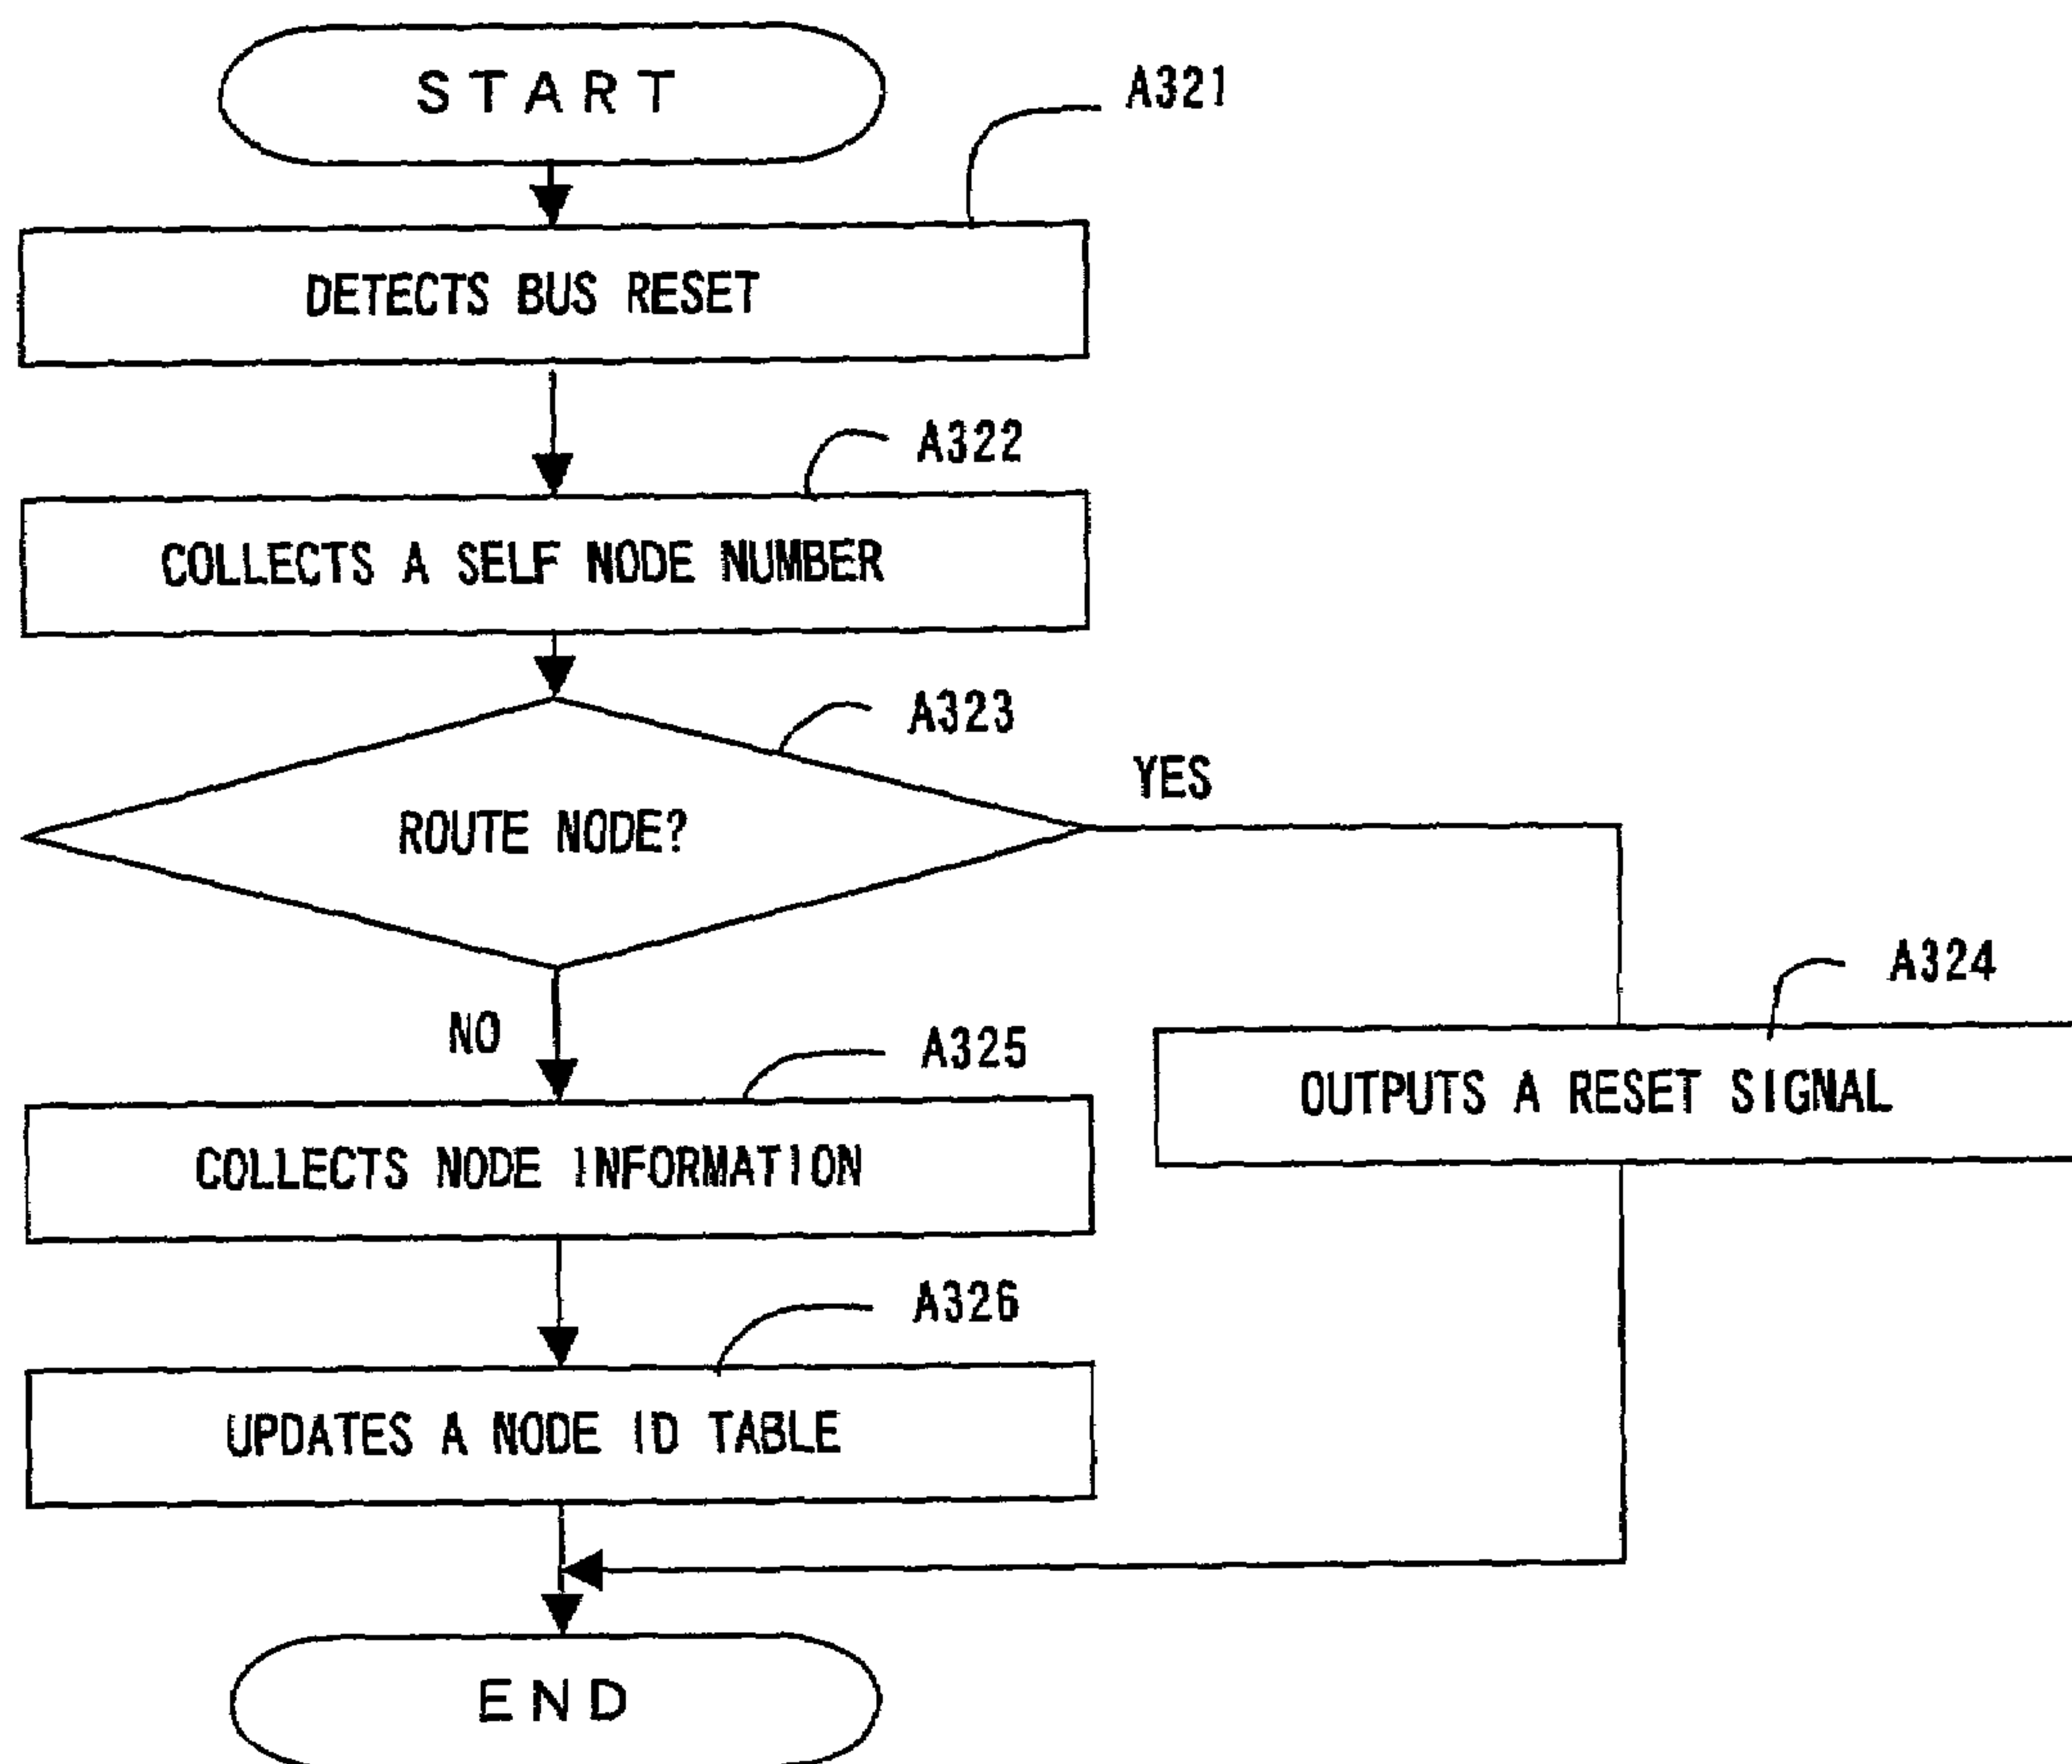 START
A321
DETECTS BUS RESET
A322
COLLECTS A SELF NODE NUMBER
A323
YES
ROUTE NODE?
A324
NO
A325
OUTPUTS A RESET SIGNAL
COLLECTS NODE INFORMATION
A326
UPDATES A NODE ID TABLE
END